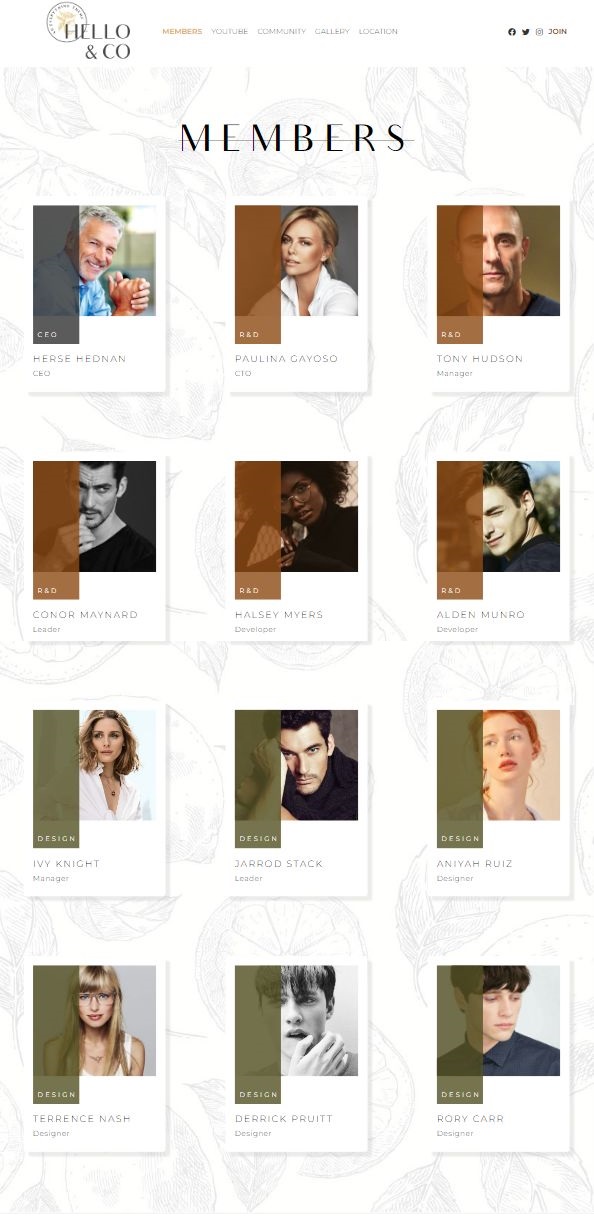 HELLO
& CO
MEMBERS YOUTUBE COMMUNITY GALLERY LOCATION
JOIN
MEMBERS
CEO
HERSE HEDNAN
CEO
R&D
PAULINA GAYOSO
CTO
R&D
TONY HUDSON
Manager
R&D
CONOR MAYNARD
Leader
R&D
HALSEY MYERS
Developer
R&D
ALDEN MUNRO
Developer
DESIGN
IVY KNIGHT
Manager
DESIGN
JARROD STACK
Leader
DESIGN
ANIYAH RUIZ
Designer
DESIGN
TERRENCE NASH
Designer
DESIGN
DERRICK PRUITT
Designer
DESIGN
RORY CARR
Designer